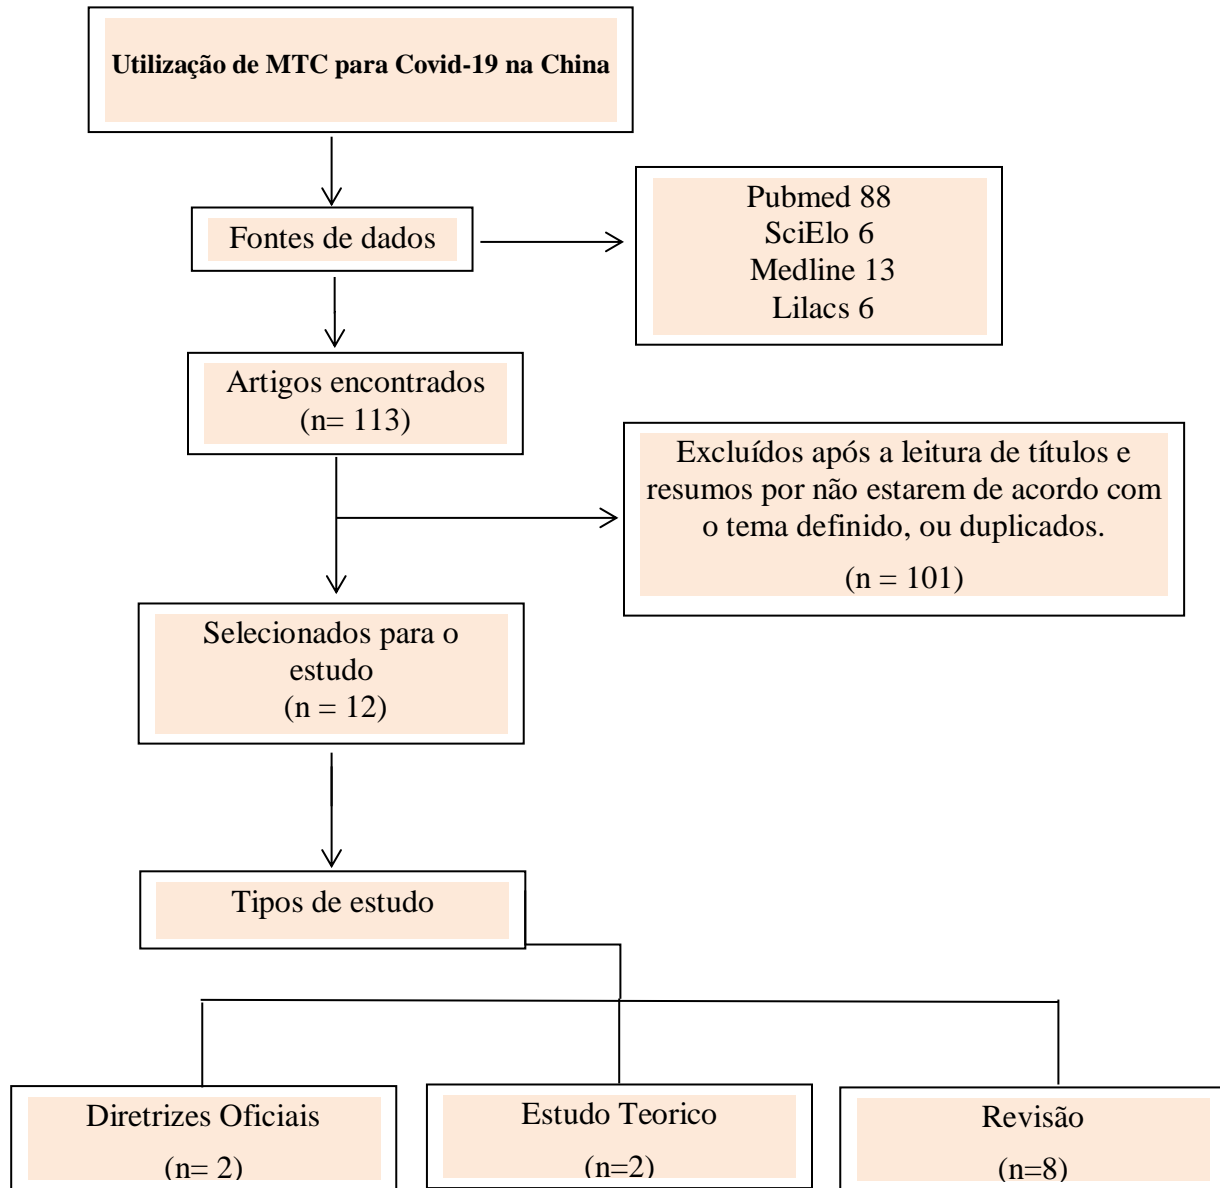 Utilização de MTC para Covid-19 na China
Fontes de dados
Pubmed 88
SciElo 6
Medline 13
Lilacs 6
Artigos encontrados
(n= 113)
Excluídos após a leitura de títulos e
resumos por não estarem de acordo com
o tema definido, ou duplicados.
(n = 101)
Selecionados para o
estudo
(n = 12)
Tipos de estudo
Diretrizes Oficiais
(n= 2)
Estudo Teorico
(n=2)
Revisão
(n=8)